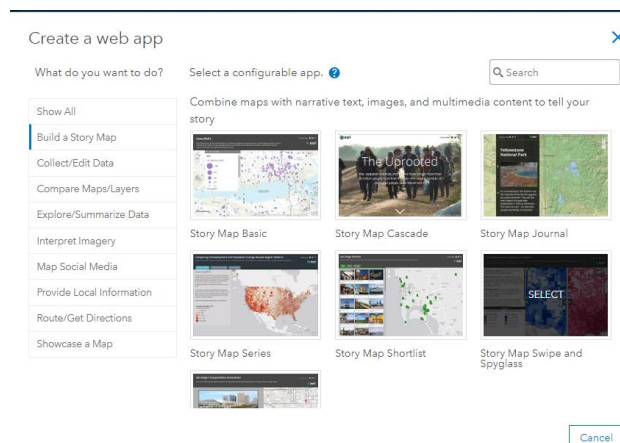 Create a web app
What do you want to do?
Select a configurable app.
Search
Show All
Build a Story Map
Collect/Edit Data
Compare Maps/Layers
Explore/Summarize Data
Interpret Imagery
Map Social Media
Provide Local Information
Route/Get Directions
Showcase a Map
Combine maps with narrative text, images, and multimedia content to tell your
story
The Uprooted
Yellowstone
National Park
Story Map Basic
Story Map Cascade
Story Map Journal
SELECT
Story Map Series
Story Map Shortlist
Story Map Swipe and
Spyglass
Cancel